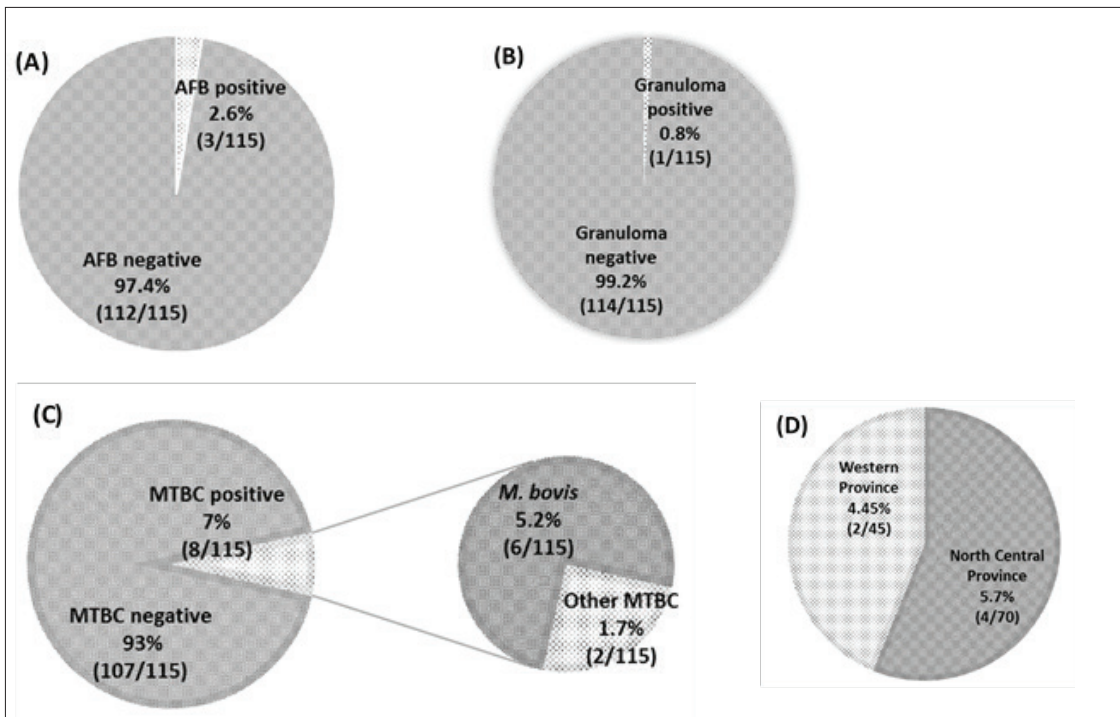 (A)
AFB positive
2.6%
(3/115)
AFB negative
97.4%
(112/115)
(B)
Granuloma
positive
0.8%
(1/115)
Granuloma
negative
99.2%
(114/115)
(C)
MTBC positive
7%
(8/115)
MTBC negative
93%
(107/115)
M. bovis
5.2%
(6/115)
Other MTBC
1.7%
(2/115)
(D)
Western
Province
4.45%
(2/45)
North Central
Province
5.7%
(4/70)